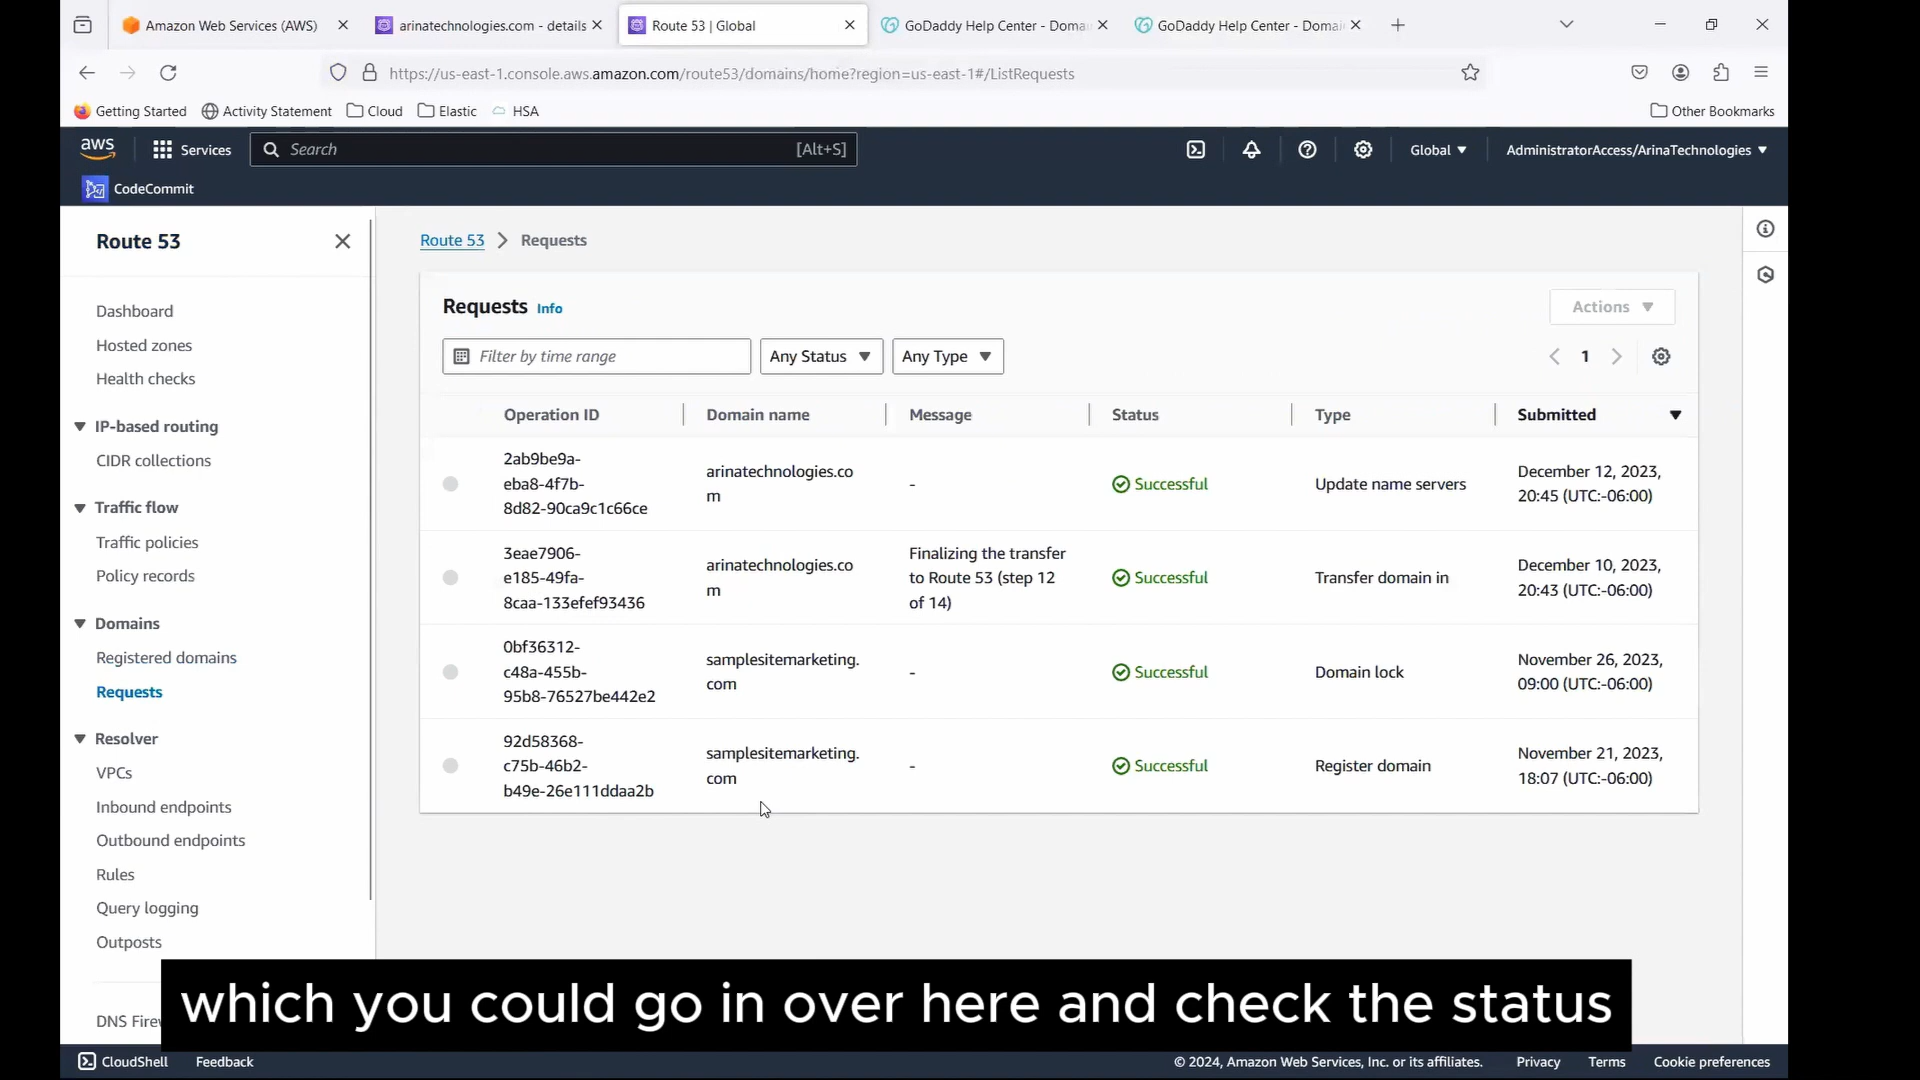 Amazon Web Services (AWS)
arinatechnologies.com - details
Route 53 | Global
GoDaddy Help Center - Domai
GoDaddy Help Center - Domai
https://us-east-1.console.aws.amazon.com/route53/domains/home?region=us-east-1#/ListRequests
Getting Started
Activity Statement
Cloud
Elastic
HSA
Other Bookmarks
aws
Services
Search
[Alt+S]
Global
AdministratorAccess/ArinaTechnologies
CodeCommit
Route 53
Dashboard
Hosted zones
Health checks
IP-based routing
CIDR collections
Traffic flow
Traffic policies
Policy records
Domains
Registered domains
Requests
Resolver
VPCs
Inbound endpoints
Outbound endpoints
Rules
Query logging
Outposts
DNS Fire
Route 53 > Requests
Requests Info
Actions
Filter by time range
Any Status
Any Type
1
Operation ID
Domain name
Message
Status
Type
Submitted
2ab9be9a-
eba8-4f7b-
8d82-90ca9c1c66ce
arinatechnologies.co
m
-
Successful
Update name servers
December 12, 2023,
20:45 (UTC:-06:00)
3eae7906-
e185-49fa-
8caa-133efef93436
arinatechnologies.co
m
Finalizing the transfer
to Route 53 (step 12
of 14)
Successful
Transfer domain in
December 10, 2023,
20:43 (UTC:-06:00)
0bf36312-
c48a-455b-
95b8-76527be442e2
samplesitemarketing.
com
-
Successful
Domain lock
November 26, 2023,
09:00 (UTC:-06:00)
92d58368-
c75b-46b2-
b49e-26e111ddaa2b
samplesitemarketing.
com
-
Successful
Register domain
November 21, 2023,
18:07 (UTC:-06:00)
which you could go in over here and check the status
CloudShell
Feedback
© 2024, Amazon Web Services, Inc. or its affiliates.
Privacy
Terms
Cookie preferences